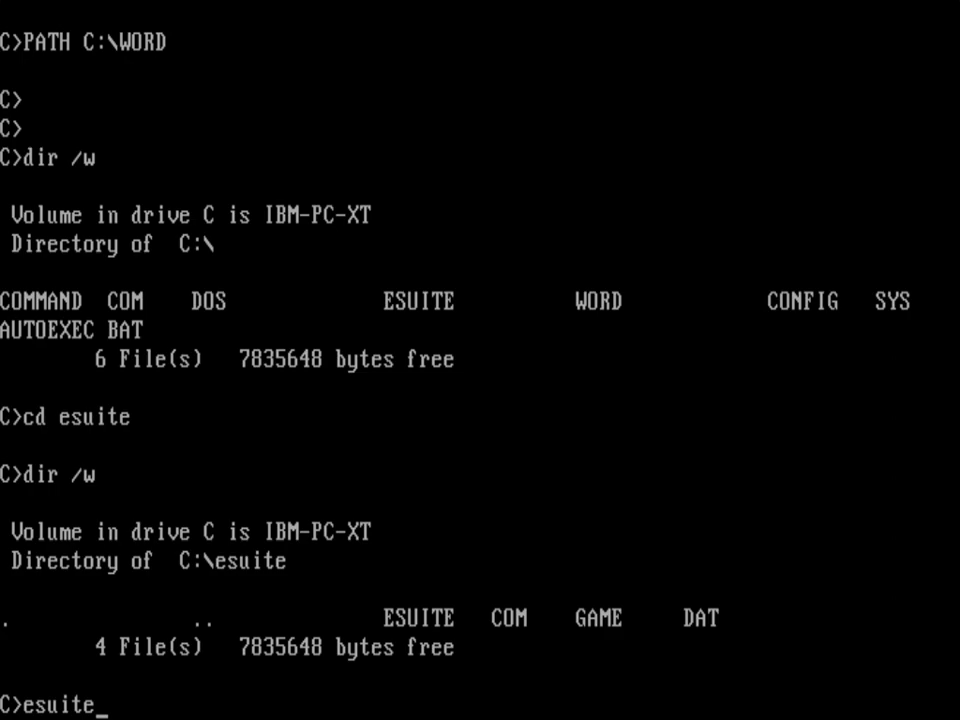 C>PATH C:\WORD
C>
C>
C>dir /w
Volume in drive C is IBM-PC-XT
Directory of  C:\
COMMAND  COM    DOS             ESUITE          WORD            CONFIG   SYS
AUTOEXEC BAT
        6 File(s)   7835648 bytes free
C>cd esuite
C>dir /w
Volume in drive C is IBM-PC-XT
Directory of  C:\esuite
.               ..              ESUITE   COM    GAME     DAT
        4 File(s)   7835648 bytes free
C>esuite_